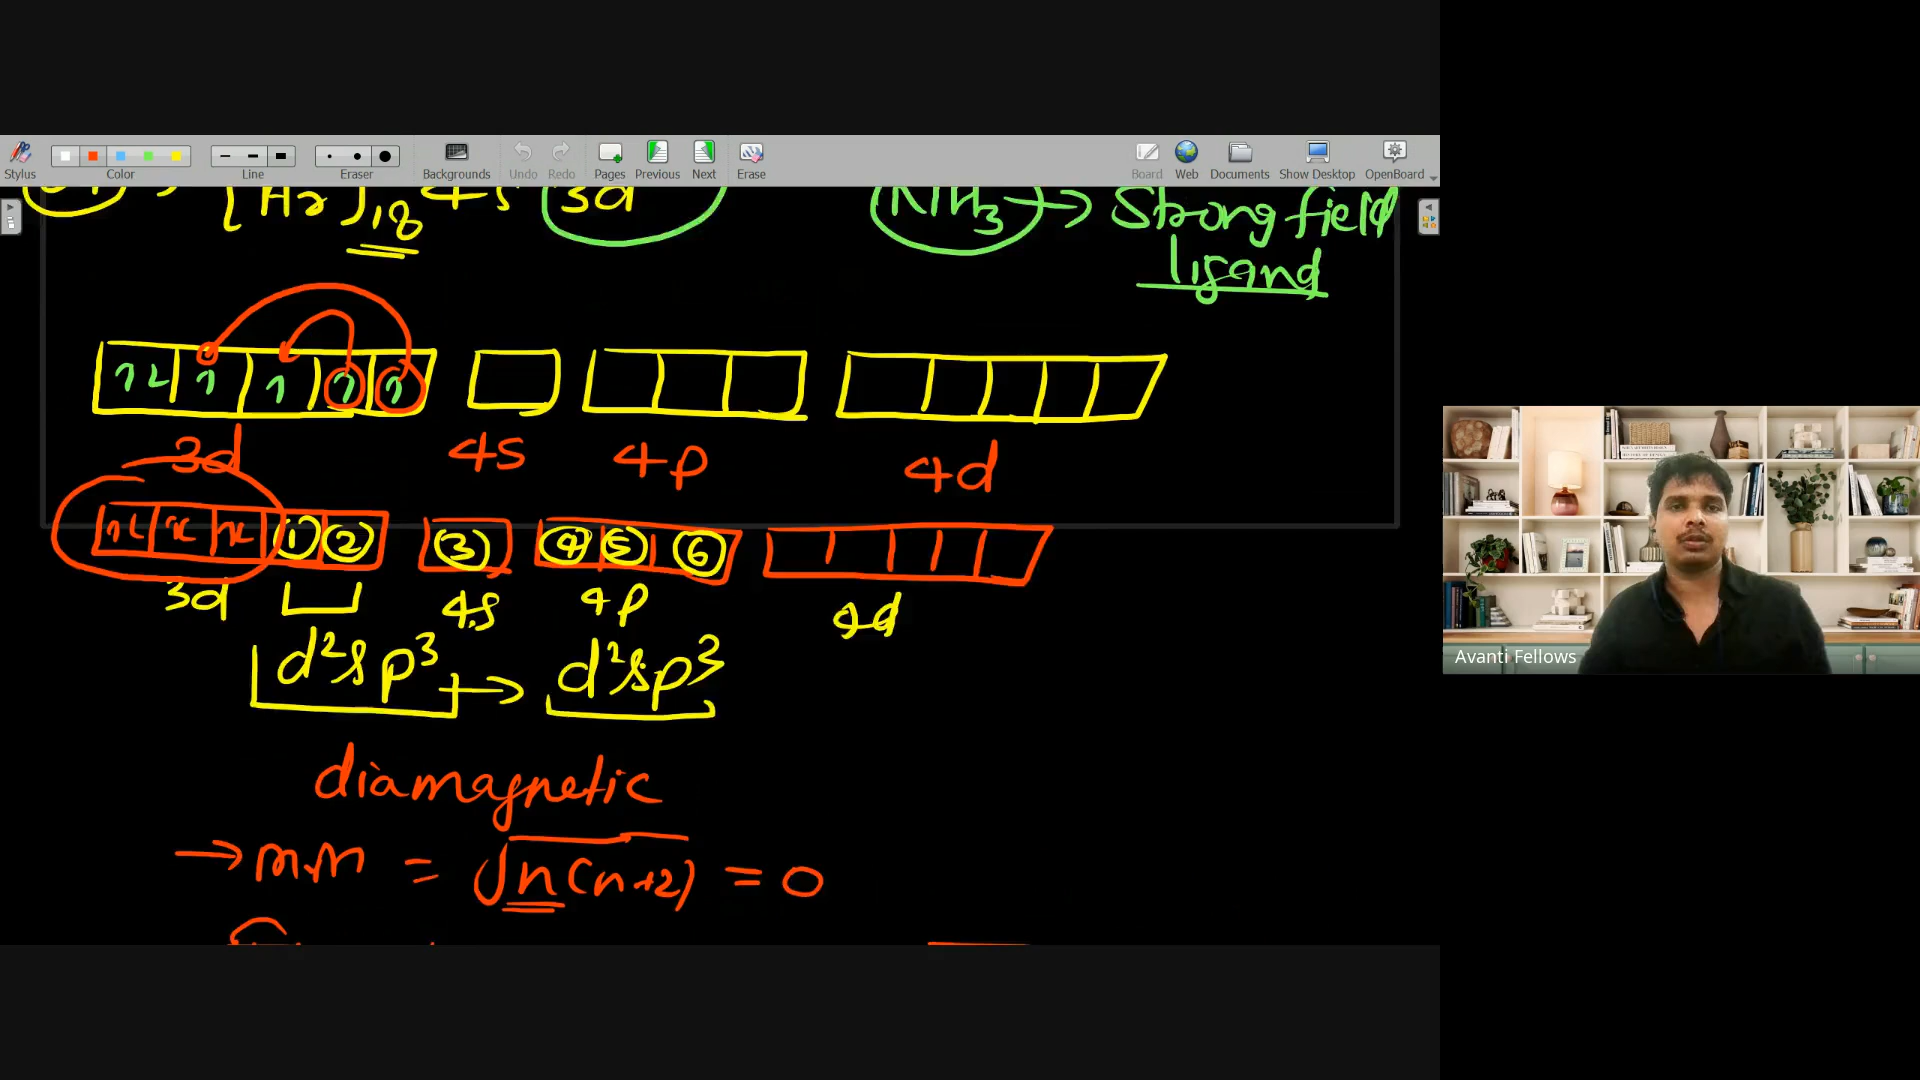 Stylus Color Line Eraser Backgrounds Undo Redo Pages Previous Next Erase Board Web Documents Show Desktop OpenBoard
[Ar]18 4s 3d
NH3 → Strong field
ligand
3d 4s 4p 4d
1 2 3 4 5 6
3d 4s 4p 4d
d²sp³ → d²sp³
diamagnetic
→ m.m = √n(n+2) = 0
Avanti Fellows